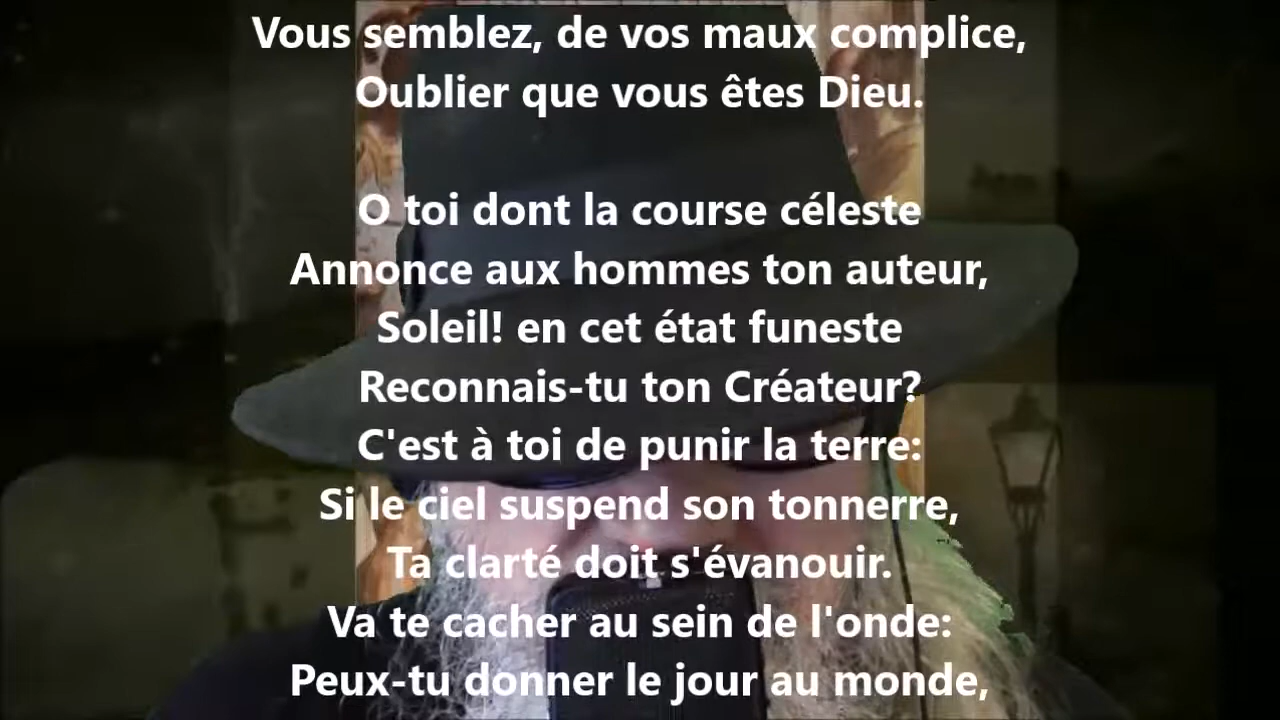 Vous semblez, de vos maux complice,
Oublier que vous êtes Dieu.
O toi dont la course céleste
Annonce aux hommes ton auteur,
Soleil! en cet état funeste
Reconnais-tu ton Créateur?
C'est à toi de punir la terre:
Si le ciel suspend son tonnerre,
Ta clarté doit s'évanouir.
Va te cacher au sein de l'onde:
Peux-tu donner le jour au monde,